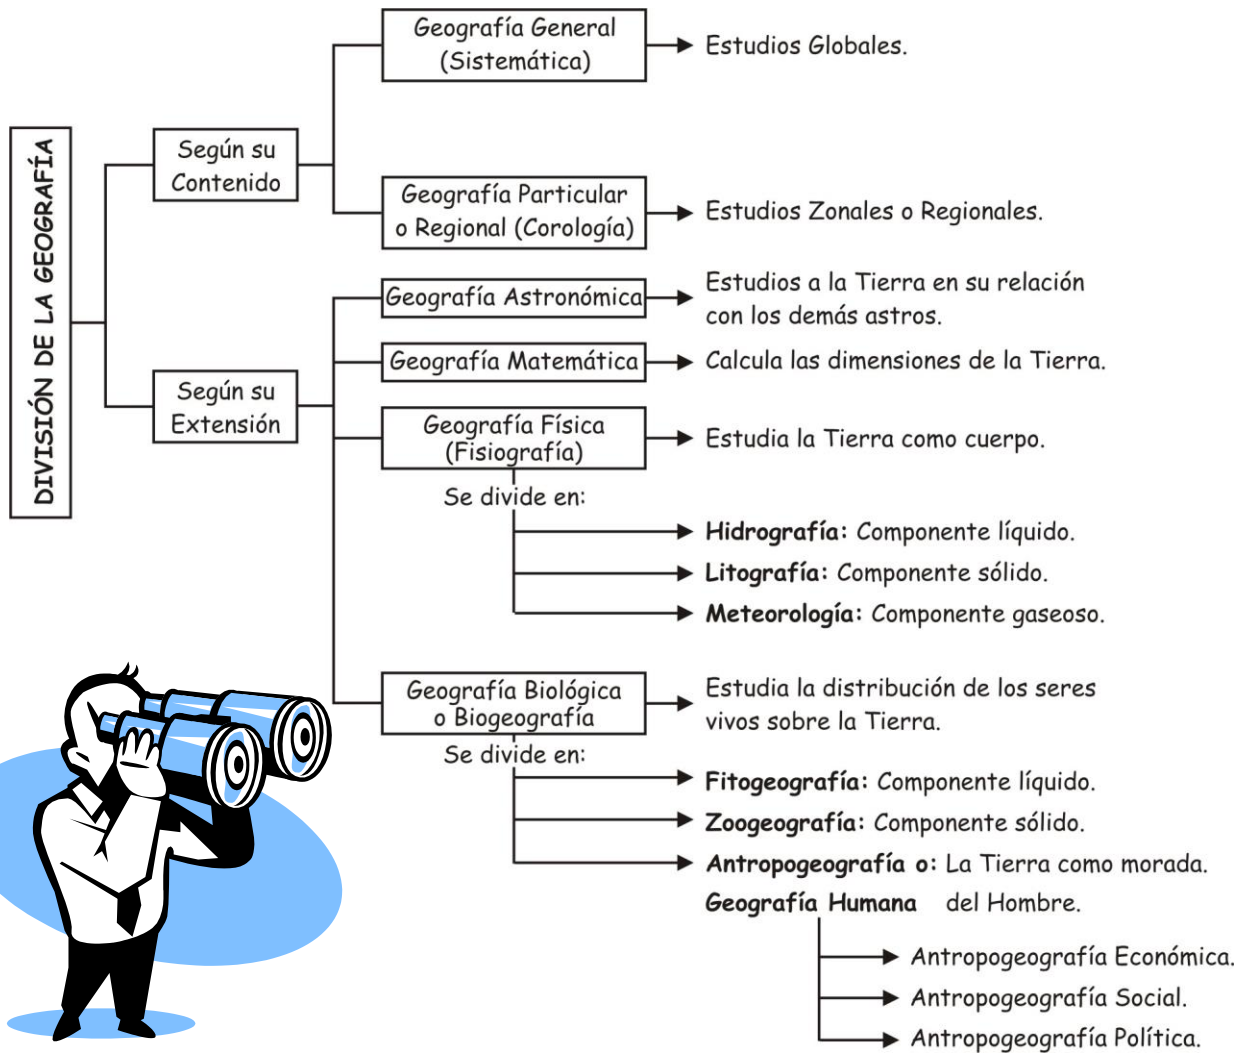 DIVISIÓN DE LA GEOGRAFÍA
Según su
Contenido
Geografía General
(Sistemática)
Estudios Globales.
Geografía Particular
o Regional (Corología)
Estudios Zonales o Regionales.
Según su
Extensión
Geografía Astronómica
Estudios a la Tierra en su relación
con los demás astros.
Geografía Matemática
Calcula las dimensiones de la Tierra.
Geografía Física
(Fisiografía)
Estudia la Tierra como cuerpo.
Se divide en:
Hidrografía: Componente líquido.
Litografía: Componente sólido.
Meteorología: Componente gaseoso.
Geografía Biológica
o Biogeografía
Estudia la distribución de los seres
vivos sobre la Tierra.
Se divide en:
Fitogeografía: Componente líquido.
Zoogeografía: Componente sólido.
Antropogeografía o: La Tierra como morada.
Geografía Humana del Hombre.
Antropogeografía Económica.
Antropogeografía Social.
Antropogeografía Política.